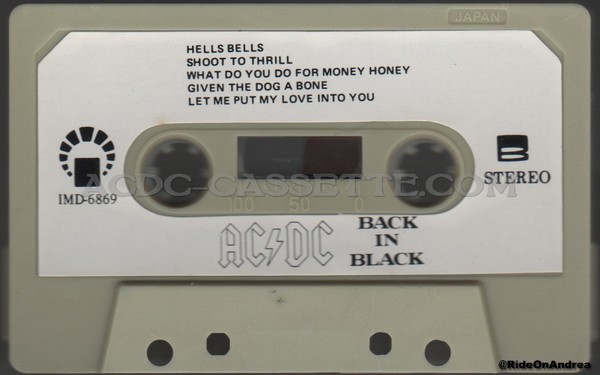 JAPAN
HELLS BELLS
SHOOT TO THRILL
WHAT DO YOU DO FOR MONEY HONEY
GIVEN THE DOG A BONE
LET ME PUT MY LOVE INTO YOU
B
STEREO
ACDC-CASSETTE.COM
IMD-6869
100 50 0
AC/DC
BACK
IN
BLACK
@RideOnAndrea